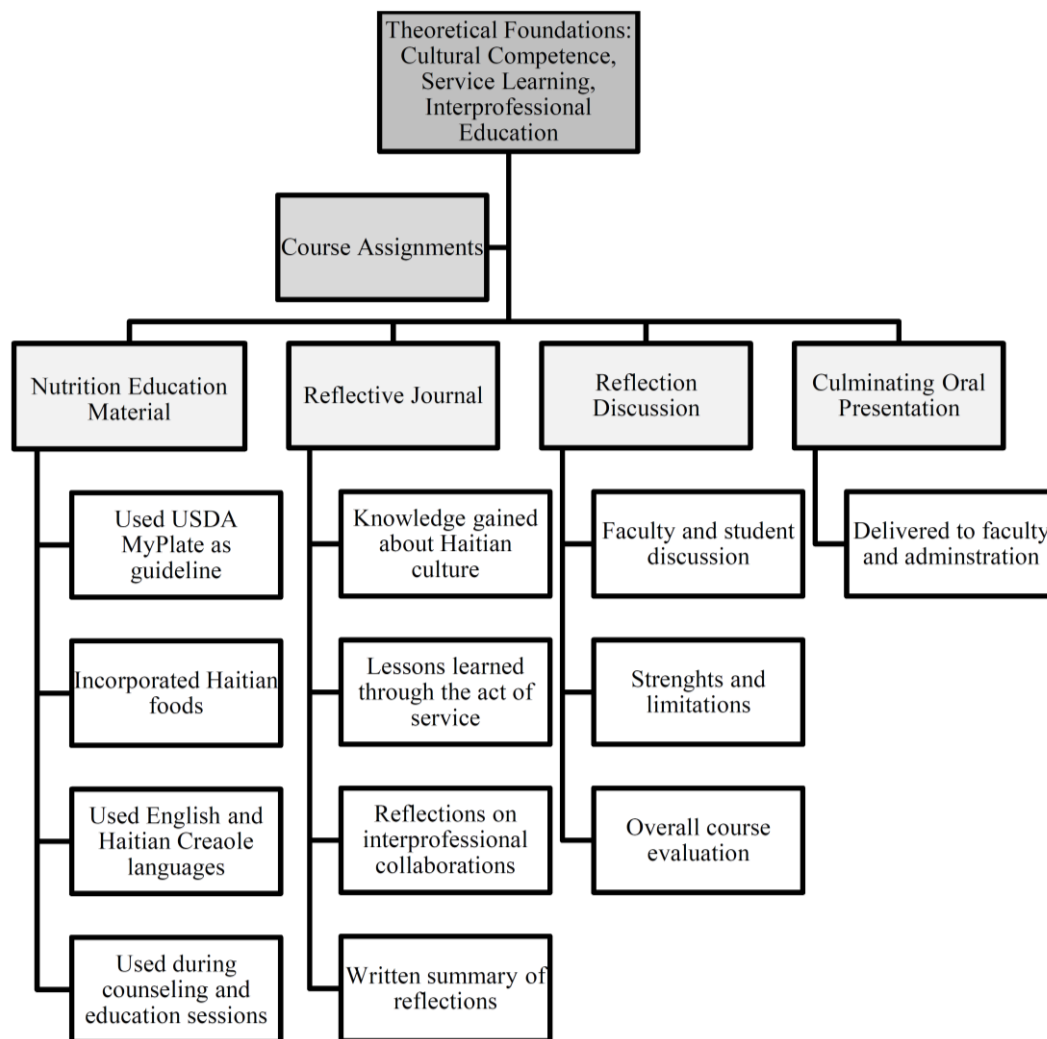 Theoretical Foundations:
Cultural Competence,
Service Learning,
Interprofessional
Education
Course Assignments
Nutrition Education
Material
Used USDA
MyPlate as
guideline
Incorporated Haitian
foods
Used English and
Haitian Creaole
languages
Used during
counseling and
education sessions
Reflective Journal
Knowledge gained
about Haitian
culture
Lessons learned
through the act of
service
Reflections on
interprofessional
collaborations
Written summary of
reflections
Reflection
Discussion
Faculty and student
discussion
Strenghts and
limitations
Overall course
evaluation
Culminating Oral
Presentation
Delivered to faculty
and adminstration